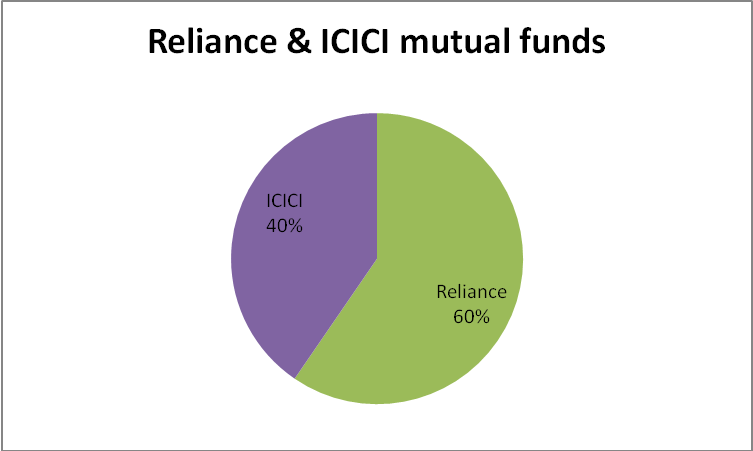 Reliance & ICICI mutual funds
ICICI
40%
Reliance
60%